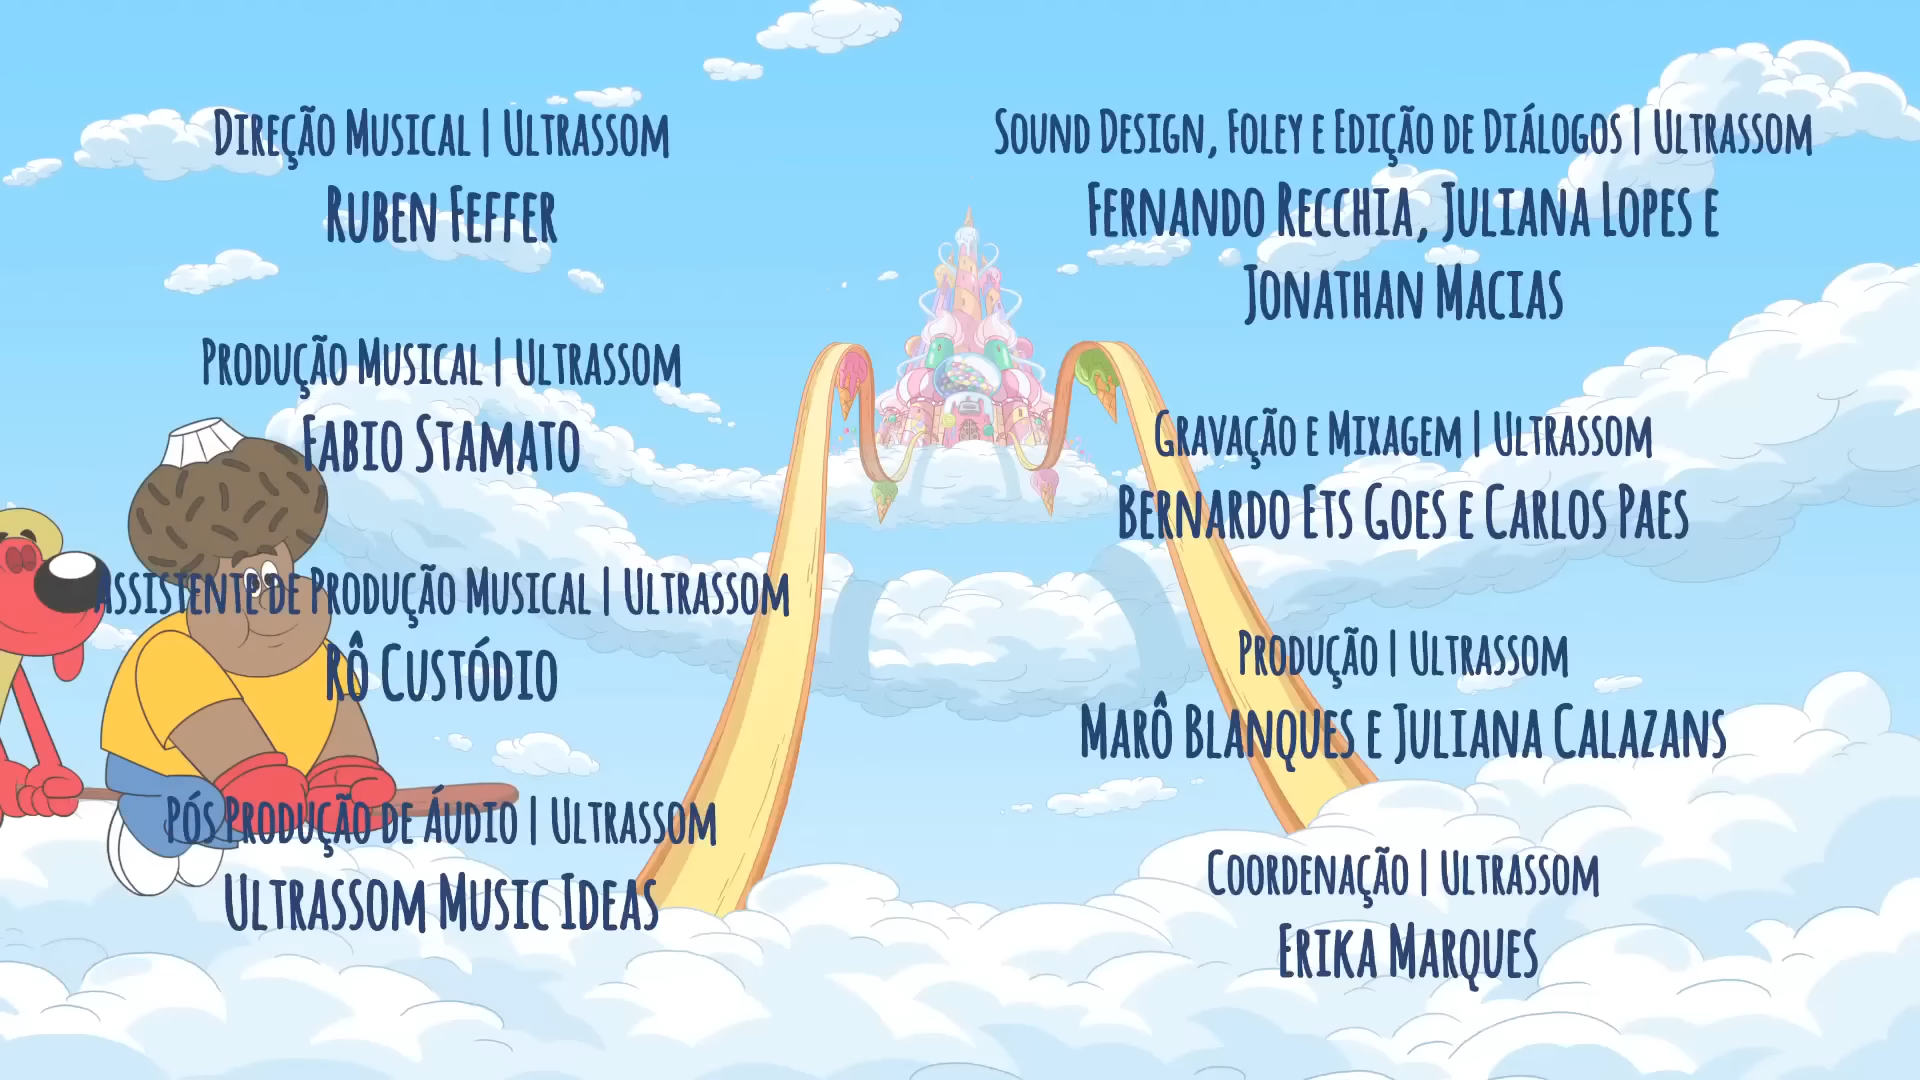 Direção Musical | Ultrassom
Ruben Feffer
Produção Musical | Ultrassom
Fabio Stamato
Assistente de Produção Musical | Ultrassom
Rô Custódio
Pós Produção de Áudio | Ultrassom
Ultrassom Music Ideas
Sound Design, Foley e Edição de Diálogos | Ultrassom
Fernando Recchia, Juliana Lopes e
Jonathan Macias
Gravação e Mixagem | Ultrassom
Bernardo Ets Goes e Carlos Paes
Produção | Ultrassom
Marô Blanques e Juliana Calazans
Coordenação | Ultrassom
Erika Marques